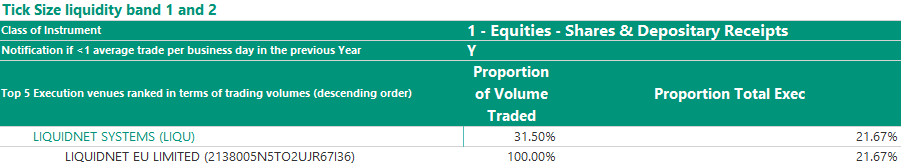 Tick Size liquidity band 1 and 2
Class of Instrument 1 - Equities - Shares & Depositary Receipts
Notification if <1 average trade per business day in the previous Year Y
Top 5 Execution venues ranked in terms of trading volumes (descending order)
Proportion
of Volume
Traded
Proportion Total Exec
LIQUIDNET SYSTEMS (LIQU) 31.50% 21.67%
LIQUIDNET EU LIMITED (2138005N5TO2UJR67I36) 100.00% 21.67%